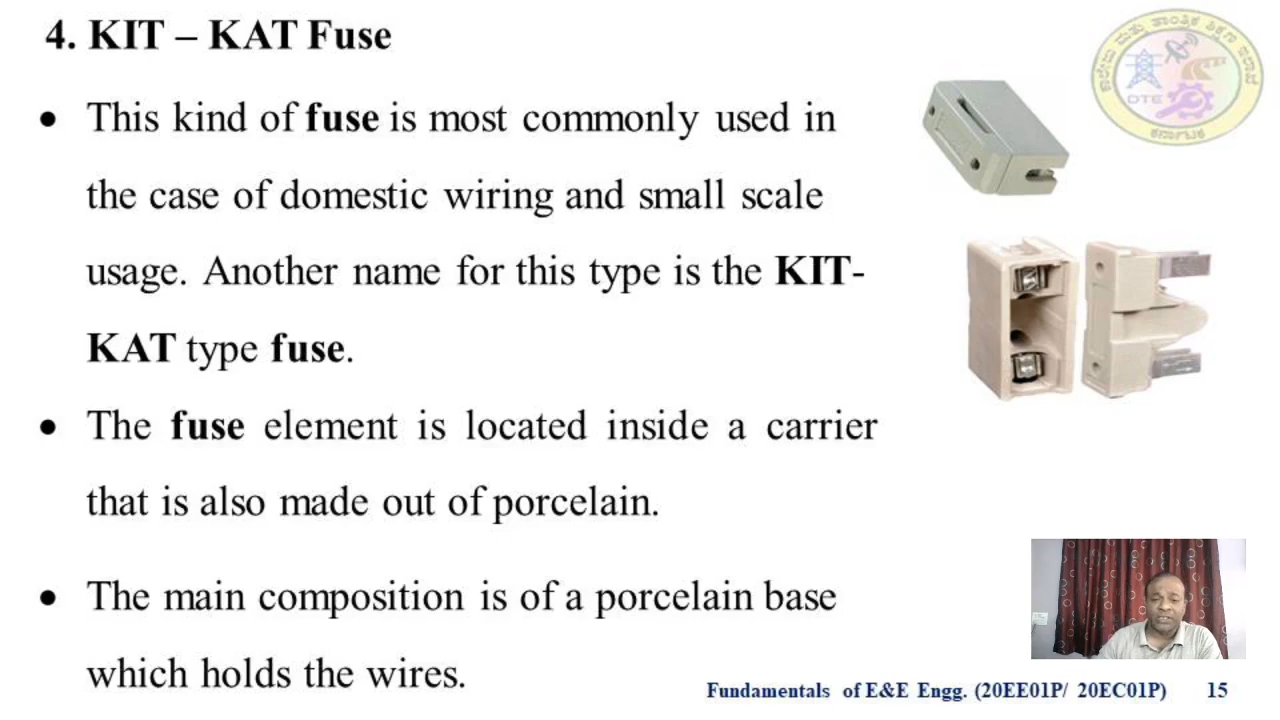 4. KIT – KAT Fuse
• This kind of fuse is most commonly used in
the case of domestic wiring and small scale
usage. Another name for this type is the KIT-
KAT type fuse.
• The fuse element is located inside a carrier
that is also made out of porcelain.
• The main composition is of a porcelain base
which holds the wires.
DTE
ಕರ್ನಾಟಕ
Fundamentals of E&E Engg. (20EE01P/ 20EC01P) 15